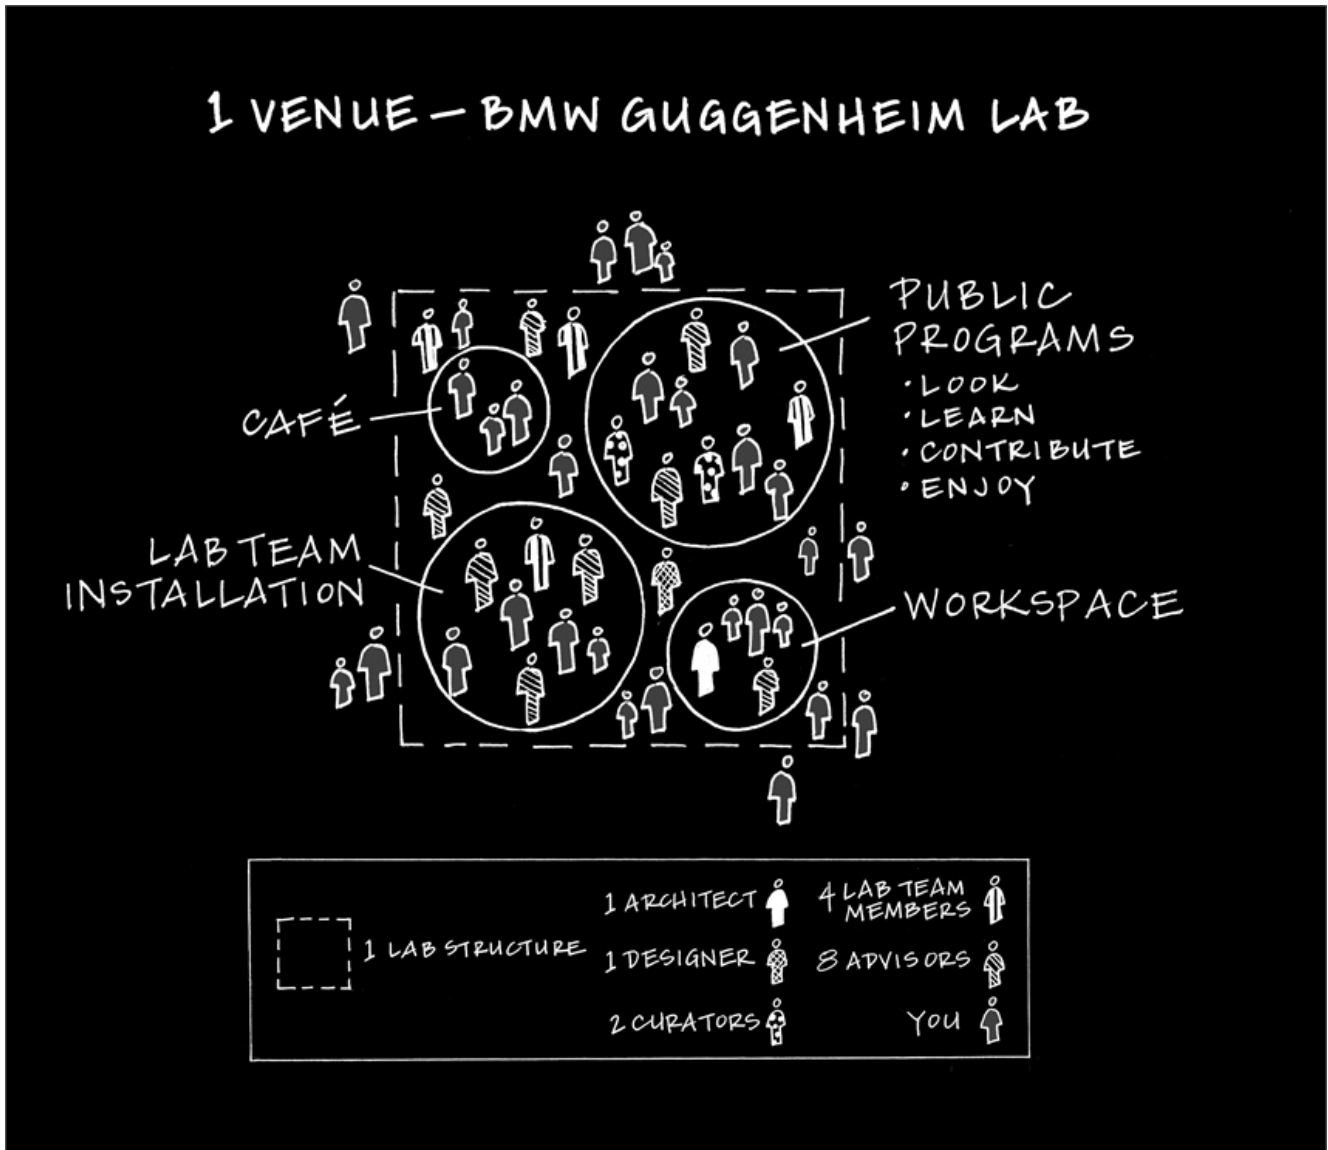 1 VENUE – BMW GUGGENHEIM LAB
PUBLIC
PROGRAMS
• LOOK
• LEARN
• CONTRIBUTE
• ENJOY
CAFÉ
LAB TEAM
INSTALLATION
WORKSPACE
1 LAB STRUCTURE
1 ARCHITECT
1 DESIGNER
2 CURATORS
4 LAB TEAM
MEMBERS
8 ADVISORS
YOU